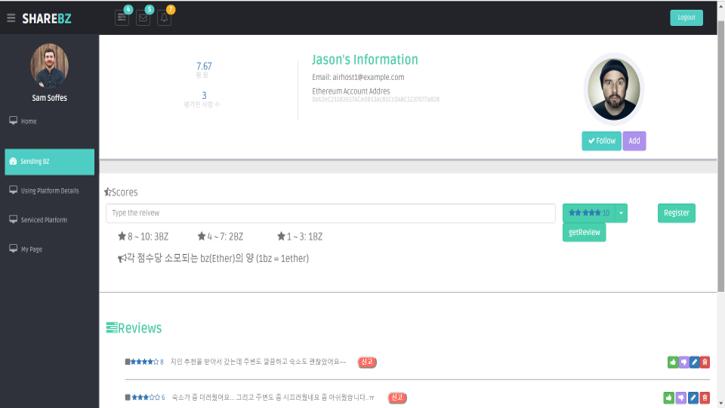 SHAREBZ
4
5
7
Logout
Sam Soffes
Home
Sending BZ
Using Platform Details
Serviced Platform
My Page
7.67
평점
3
평가한 사람 수
Jason's Information
Email: airhost1@example.com
Ethereum Account Addres
Follow
Add
Scores
Type the reivew
10
Register
8 ~ 10: 3BZ
4 ~ 7: 2BZ
1 ~ 3: 1BZ
getReview
각 점수당 소모되는 bz(Ether)의 양 (1bz = 1ether)
Reviews
8 지인 추천을 받아서 갔는데 주변도 깔끔하고 숙소도 괜찮았어요~~ 신고
6 숙소가 좀 더러웠어요... 그리고 주변도 좀 시끄러웠네요 좀 아쉬웠습니다..ㅠ 신고